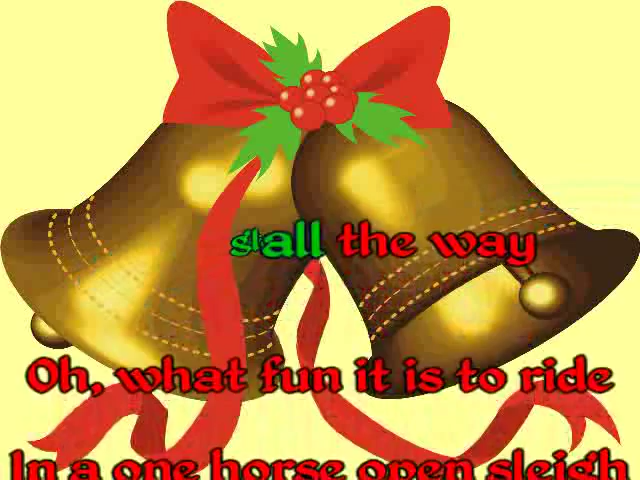 all the way
Oh, what fun it is to ride
In a one horse open sleigh